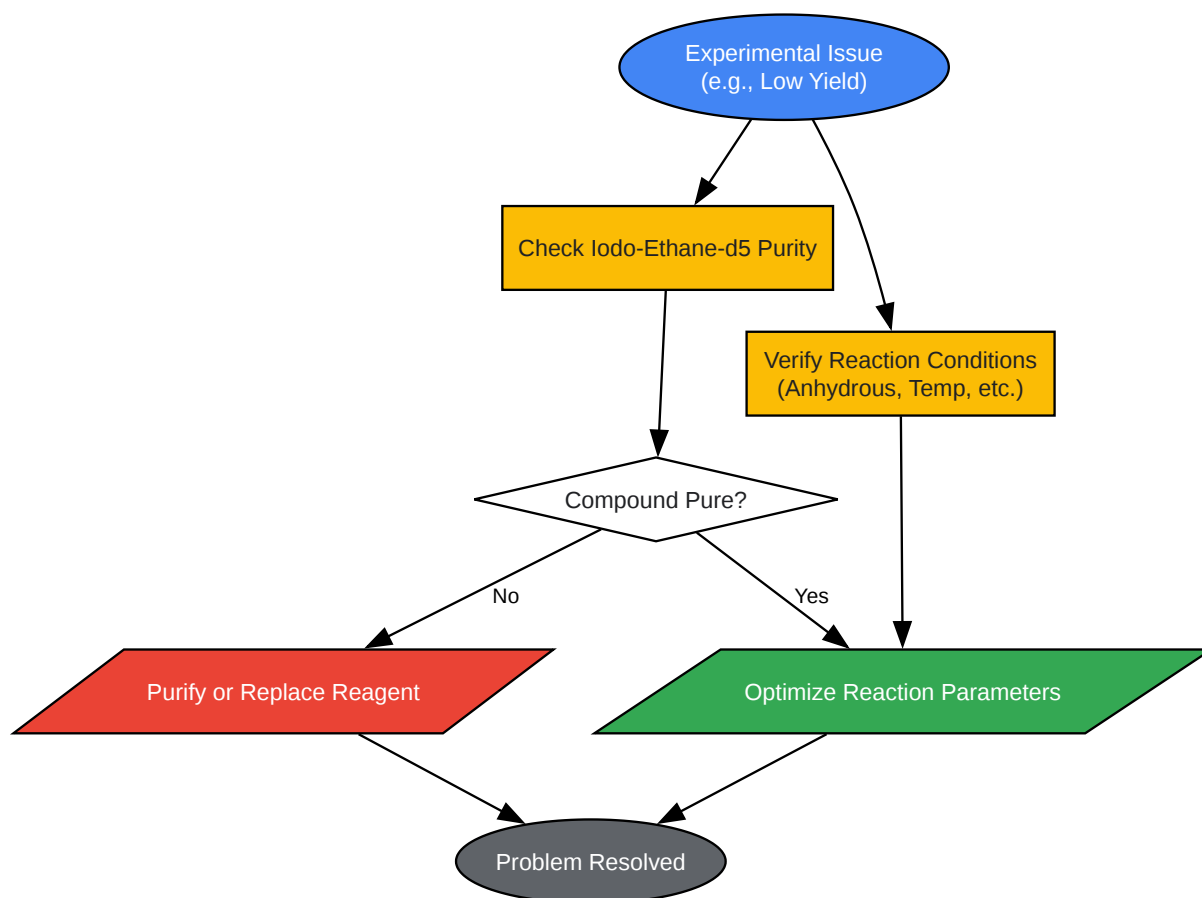 Experimental Issue
(e.g., Low Yield)
Check Iodo-Ethane-d5 Purity
Verify Reaction Conditions
(Anhydrous, Temp, etc.)
Compound Pure?
No
Yes
Purify or Replace Reagent
Optimize Reaction Parameters
Problem Resolved